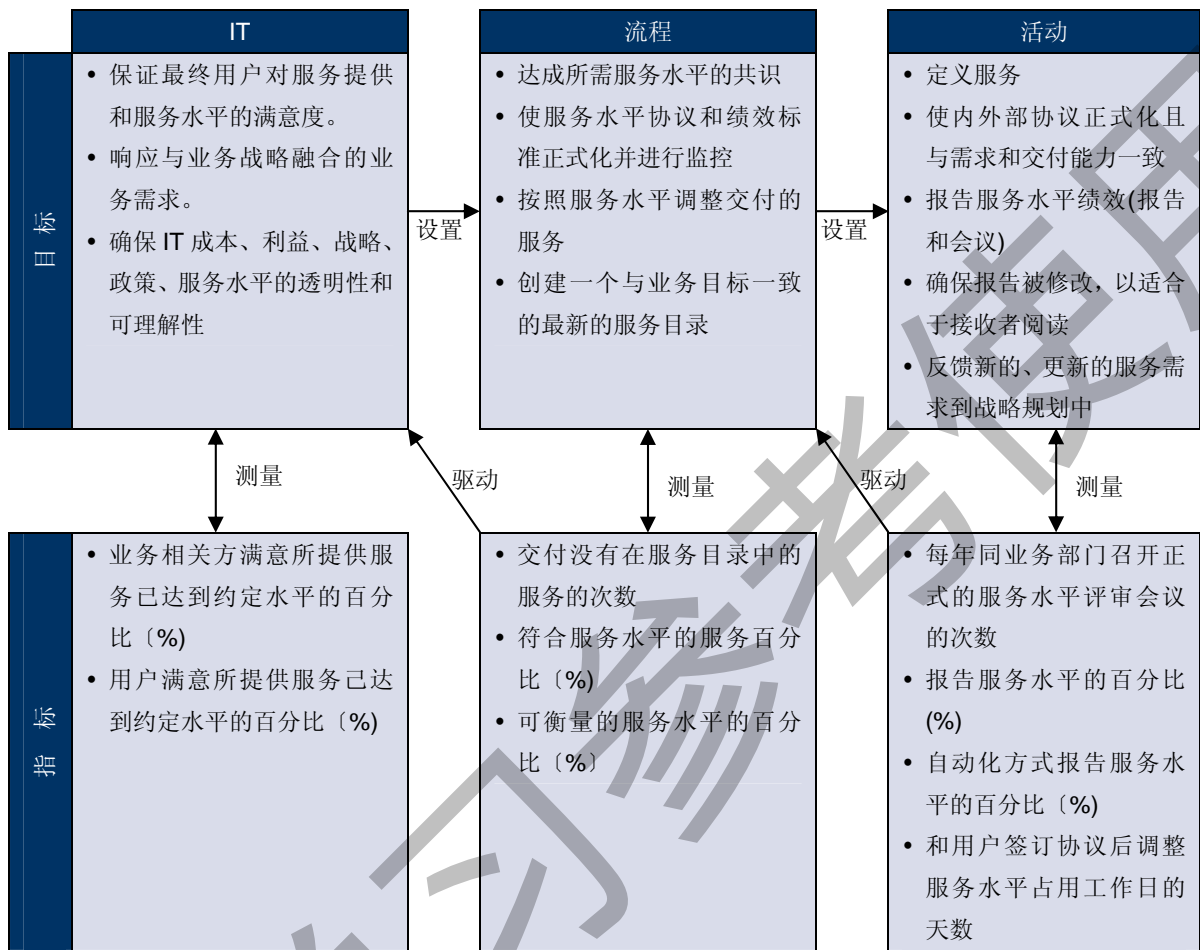 IT
流程
活动
目标
• 保证最终用户对服务提供
和服务水平的满意度。
• 响应与业务战略融合的业
务需求。
• 确保 IT 成本、利益、战略、
政策、服务水平的透明性和
可理解性
设置
• 达成所需服务水平的共识
• 使服务水平协议和绩效标
准正式化并进行监控
• 按照服务水平调整交付的
服务
• 创建一个与业务目标一致
的最新的服务目录
设置
• 定义服务
• 使内外部协议正式化且
与需求和交付能力一致
• 报告服务水平绩效(报告
和会议)
• 确保报告被修改，以适合
于接收者阅读
• 反馈新的、更新的服务需
求到战略规划中
测量
驱动
测量
驱动
测量
指标
• 业务相关方满意所提供服
务已达到约定水平的百分
比〔%)
• 用户满意所提供服务己达
到约定水平的百分比〔%)
• 交付没有在服务目录中的
服务的次数
• 符合服务水平的服务百分
比〔%)
• 可衡量的服务水平的百分
比〔%〕
• 每年同业务部门召开正
式的服务水平评审会议
的次数
• 报告服务水平的百分比
(%)
• 自动化方式报告服务水
平的百分比〔%)
• 和用户签订协议后调整
服务水平占用工作日的
天数
习参考使用